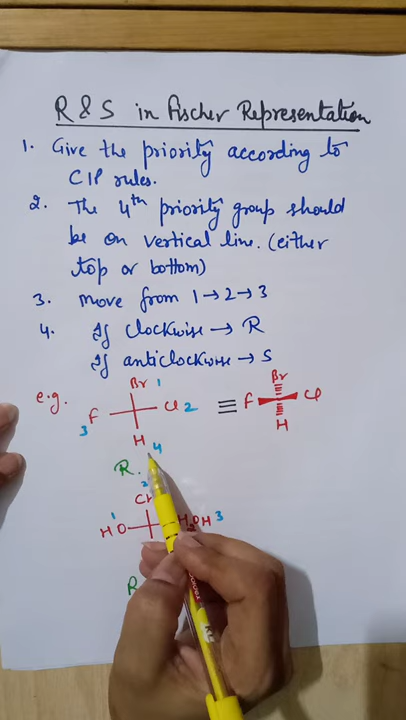 R & S in Fischer Representation
1. Give the priority according to
CIP rules.
2. The 4th priority group should
be on vertical line. (either
top or bottom)
3. Move from 1→2→3
4. If clockwise → R
If anticlockwise → S
e.g.
Br 1
F 3 Cl 2 ≡ Br F Cl H
H 4
R.
2
1 HO OH 3
R